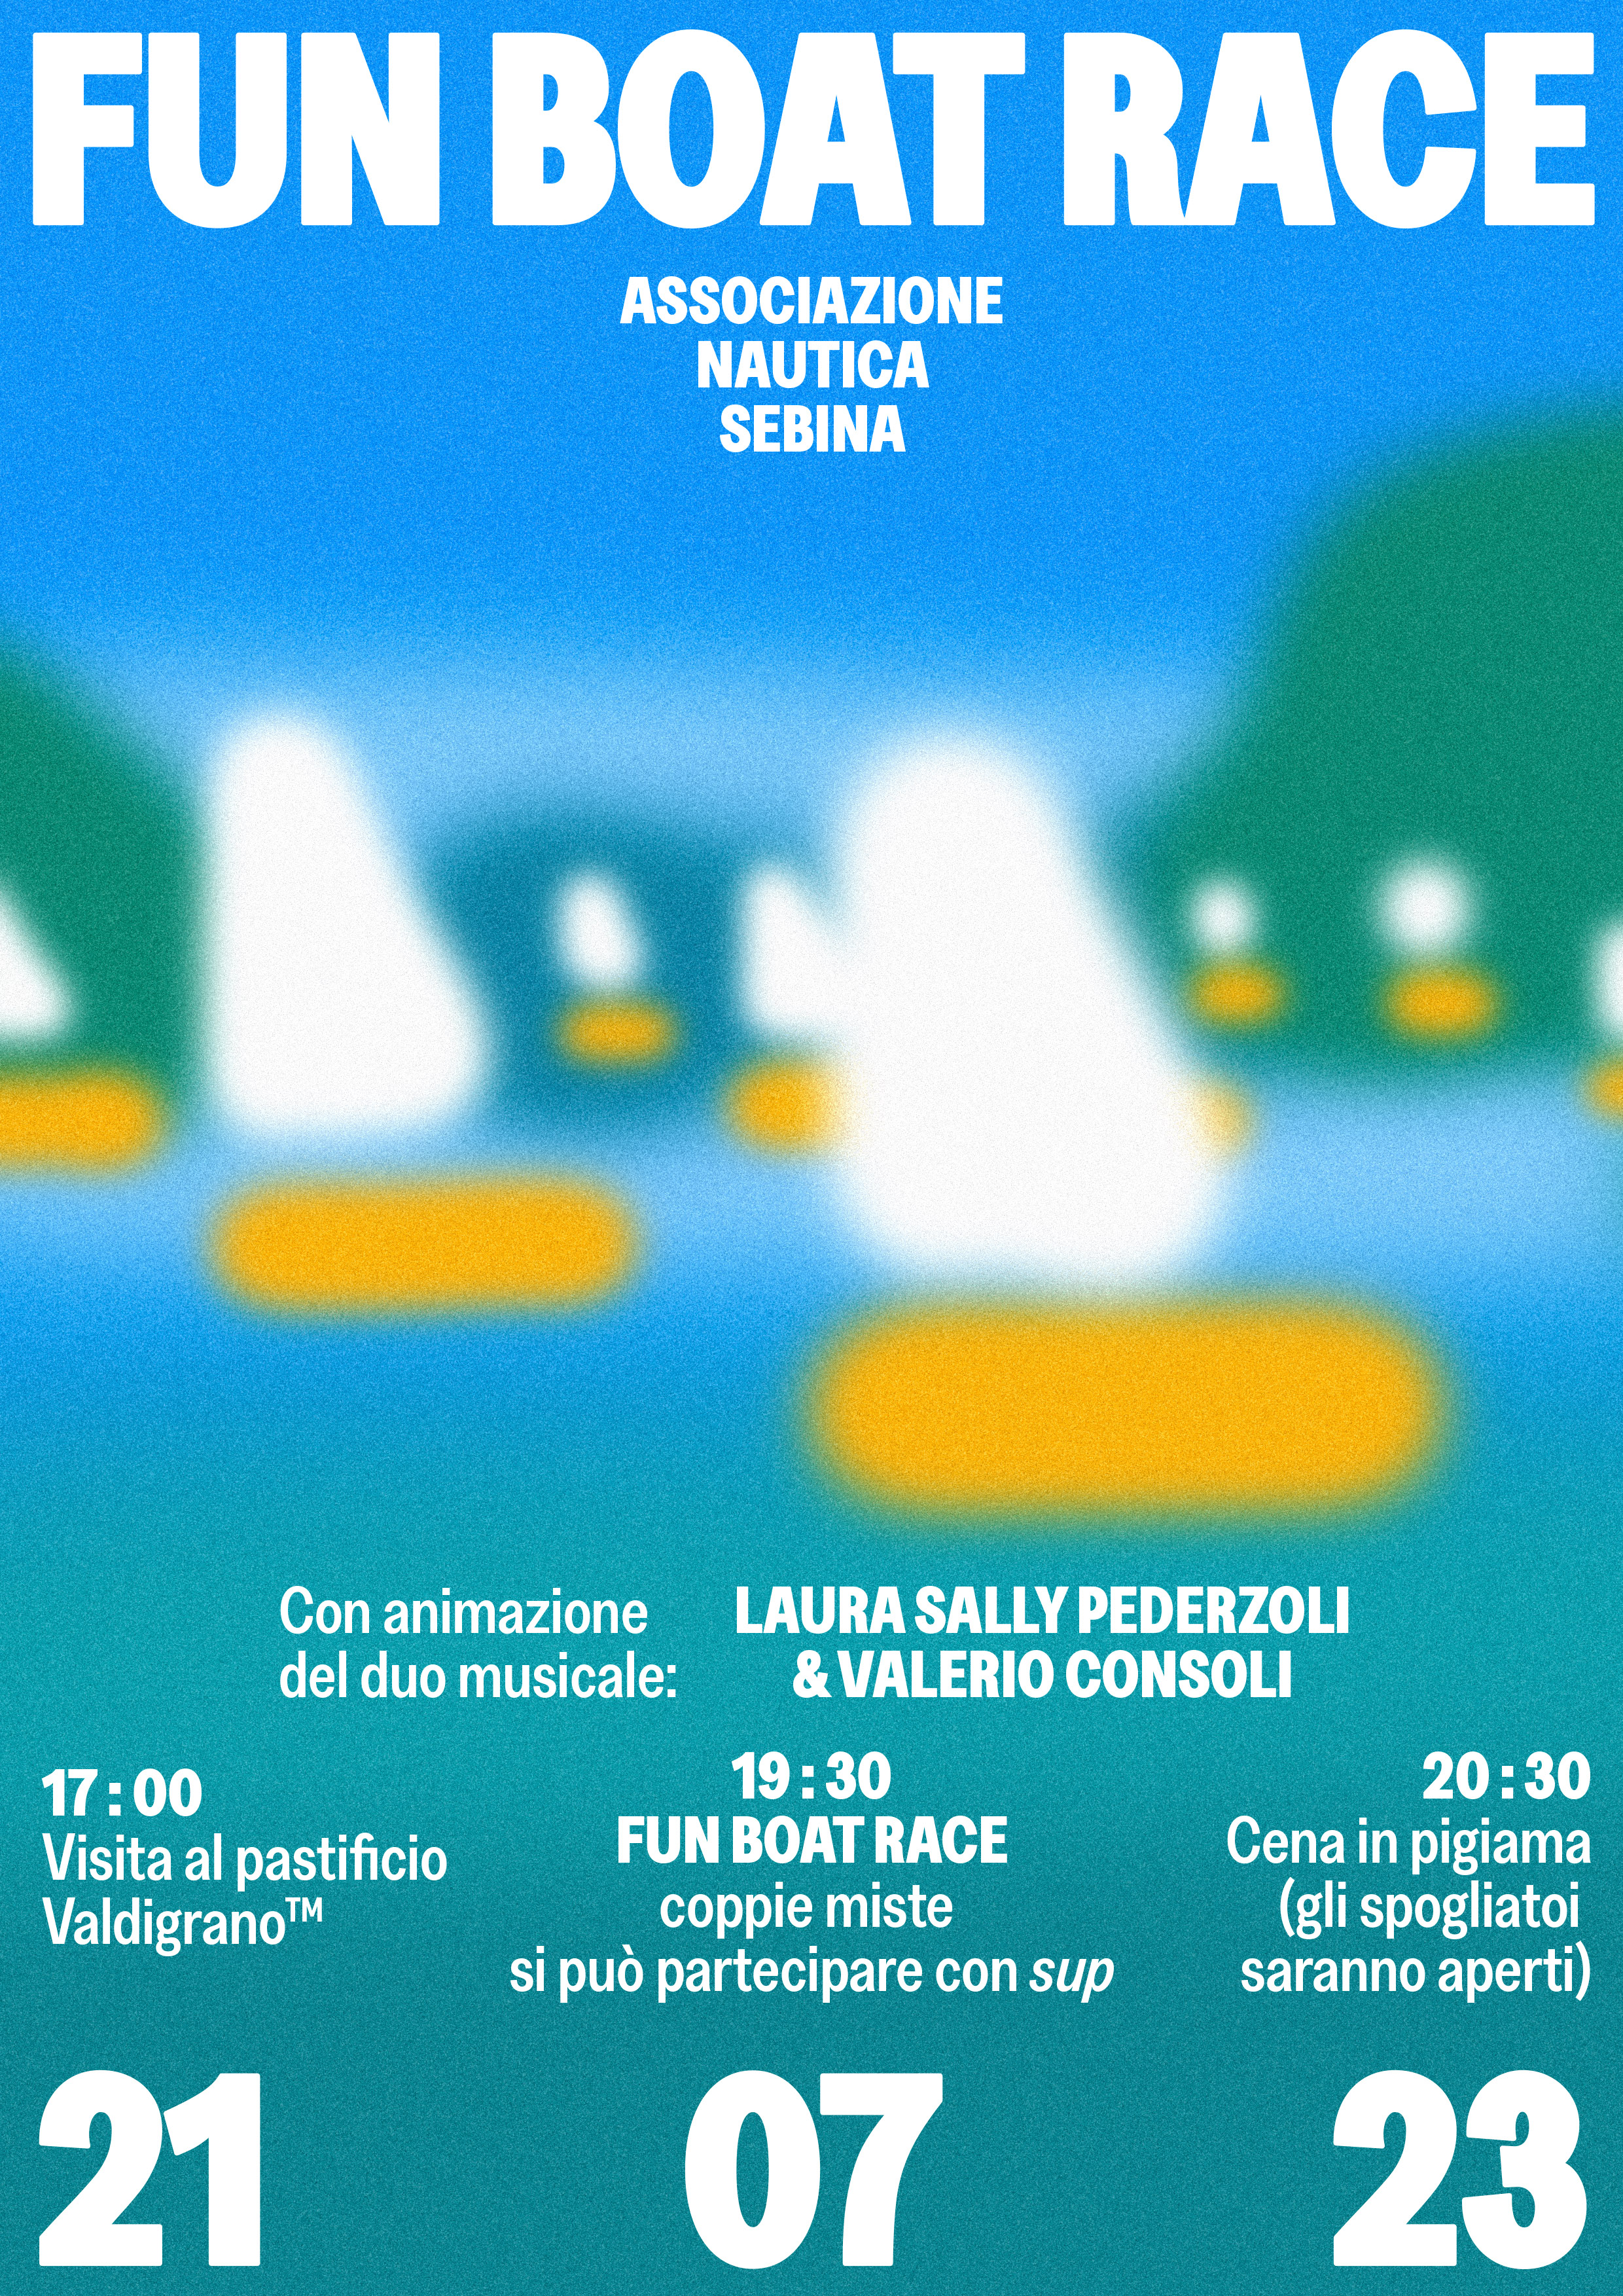 FUN BOAT RACE
ASSOCIAZIONE
NAUTICA
SEBINA
Con animazione
del duo musicale:
LAURA SALLY PEDERZOLI
& VALERIO CONSOLI
17:00
Visita al pastificio
Valdigrano™
19:30
FUN BOAT RACE
coppie miste
si può partecipare con sup
20:30
Cena in pigiama
(gli spogliatoi
saranno aperti)
21 07 23